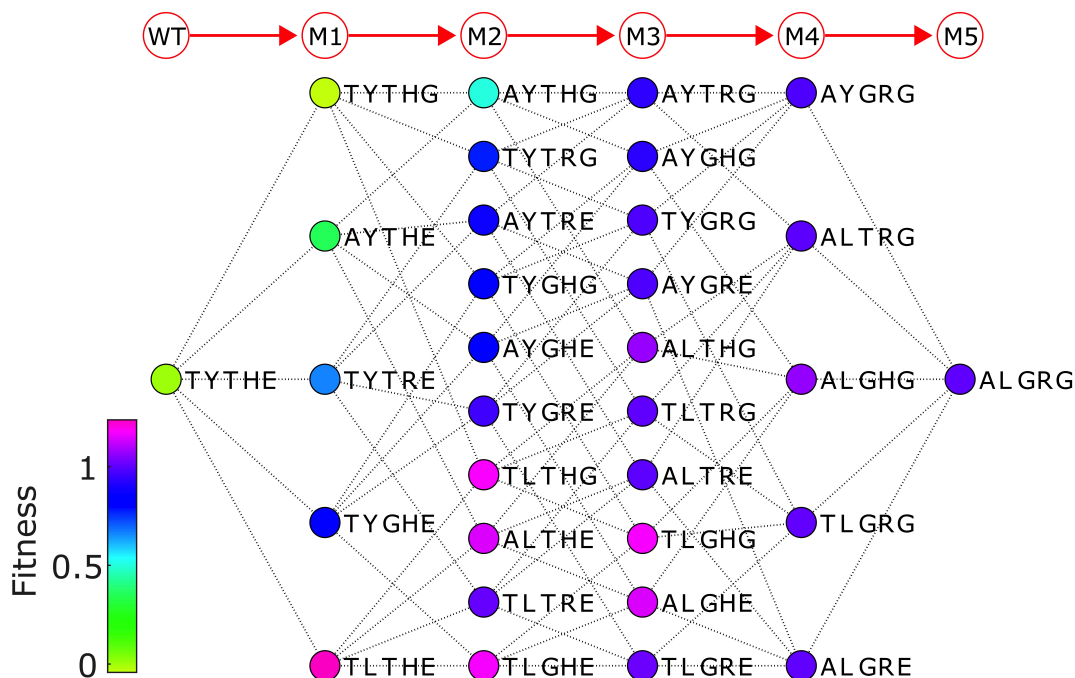 WT M1 M2 M3 M4 M5
TYTHG AYTHG AYTRG AYGRG
TYTRG AYGHG
AYTHE AYTRE TYGRG ALTRG
TYGHG AYGRE
AYGHE ALTHG
TYTHE TYTRE ALGHG ALGRG
TYGRE TLTRG
1 TLTHG ALTRE
TYGHE ALTHE TLGHG TLGRG
Fitness
0.5
TLTRE ALGHE
0 TLTHE TLGHE TLGRE ALGRE